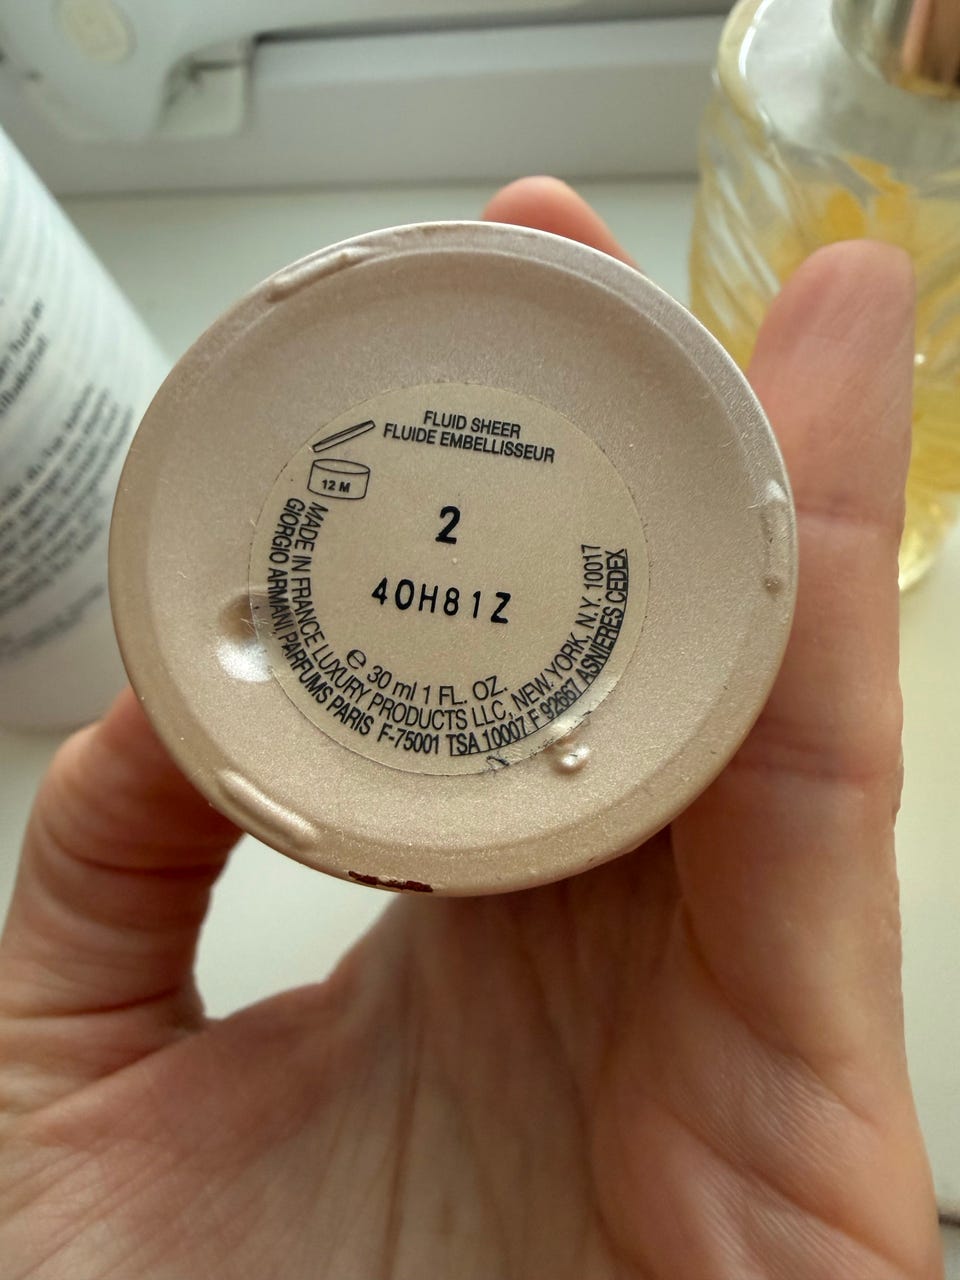 FLUID SHEER
FLUIDE EMBELLISSEUR
12 M
2
40H81Z
e 30 ml 1 FL. OZ.
MADE IN FRANCE LUXURY PRODUCTS LLC, NEW YORK, N.Y. 10017
GIORGIO ARMANI PARFUMS PARIS F-75001 TSA 10007 F 92667 ASNIERES CEDEX